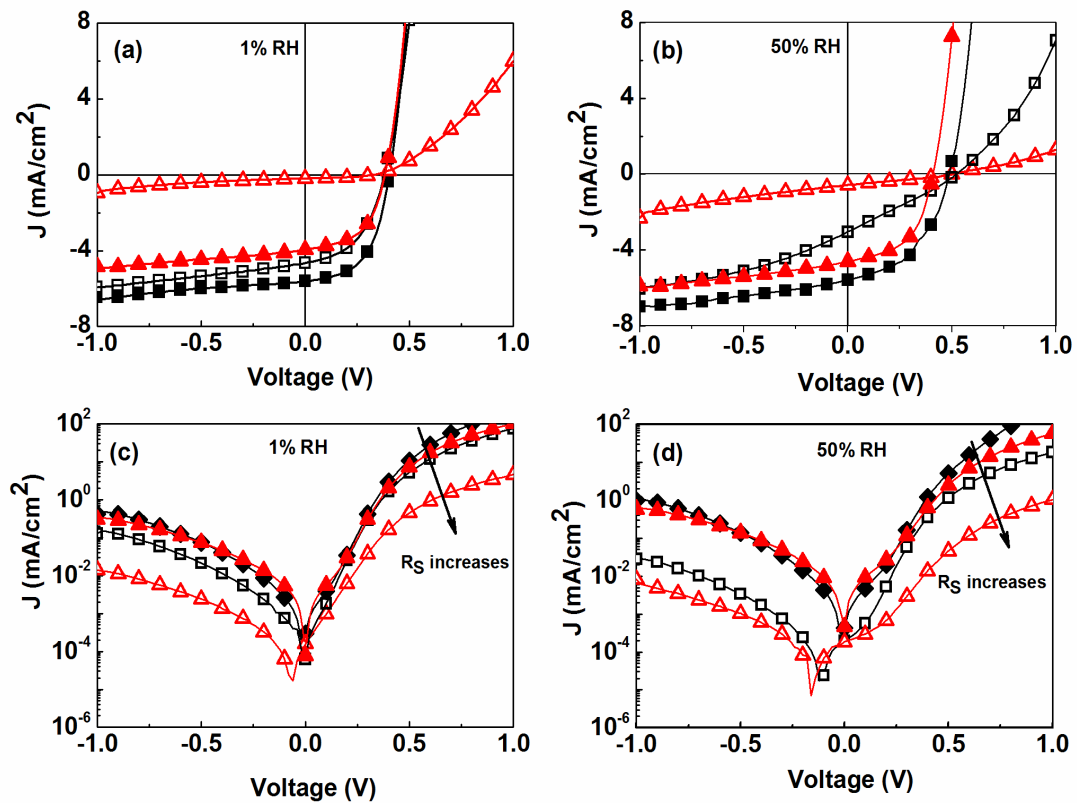 (a)
1% RH
J (mA/cm²)
8
4
0
-4
-8
-1.0 -0.5 0.0 0.5 1.0
Voltage (V)
(b)
50% RH
J (mA/cm²)
8
4
0
-4
-8
-1.0 -0.5 0.0 0.5 1.0
Voltage (V)
(c)
1% RH
J (mA/cm²)
10²
10⁰
10⁻²
10⁻⁴
10⁻⁶
RS increases
-1.0 -0.5 0.0 0.5 1.0
Voltage (V)
(d)
50% RH
J (mA/cm²)
10²
10⁰
10⁻²
10⁻⁴
10⁻⁶
RS increases
-1.0 -0.5 0.0 0.5 1.0
Voltage (V)